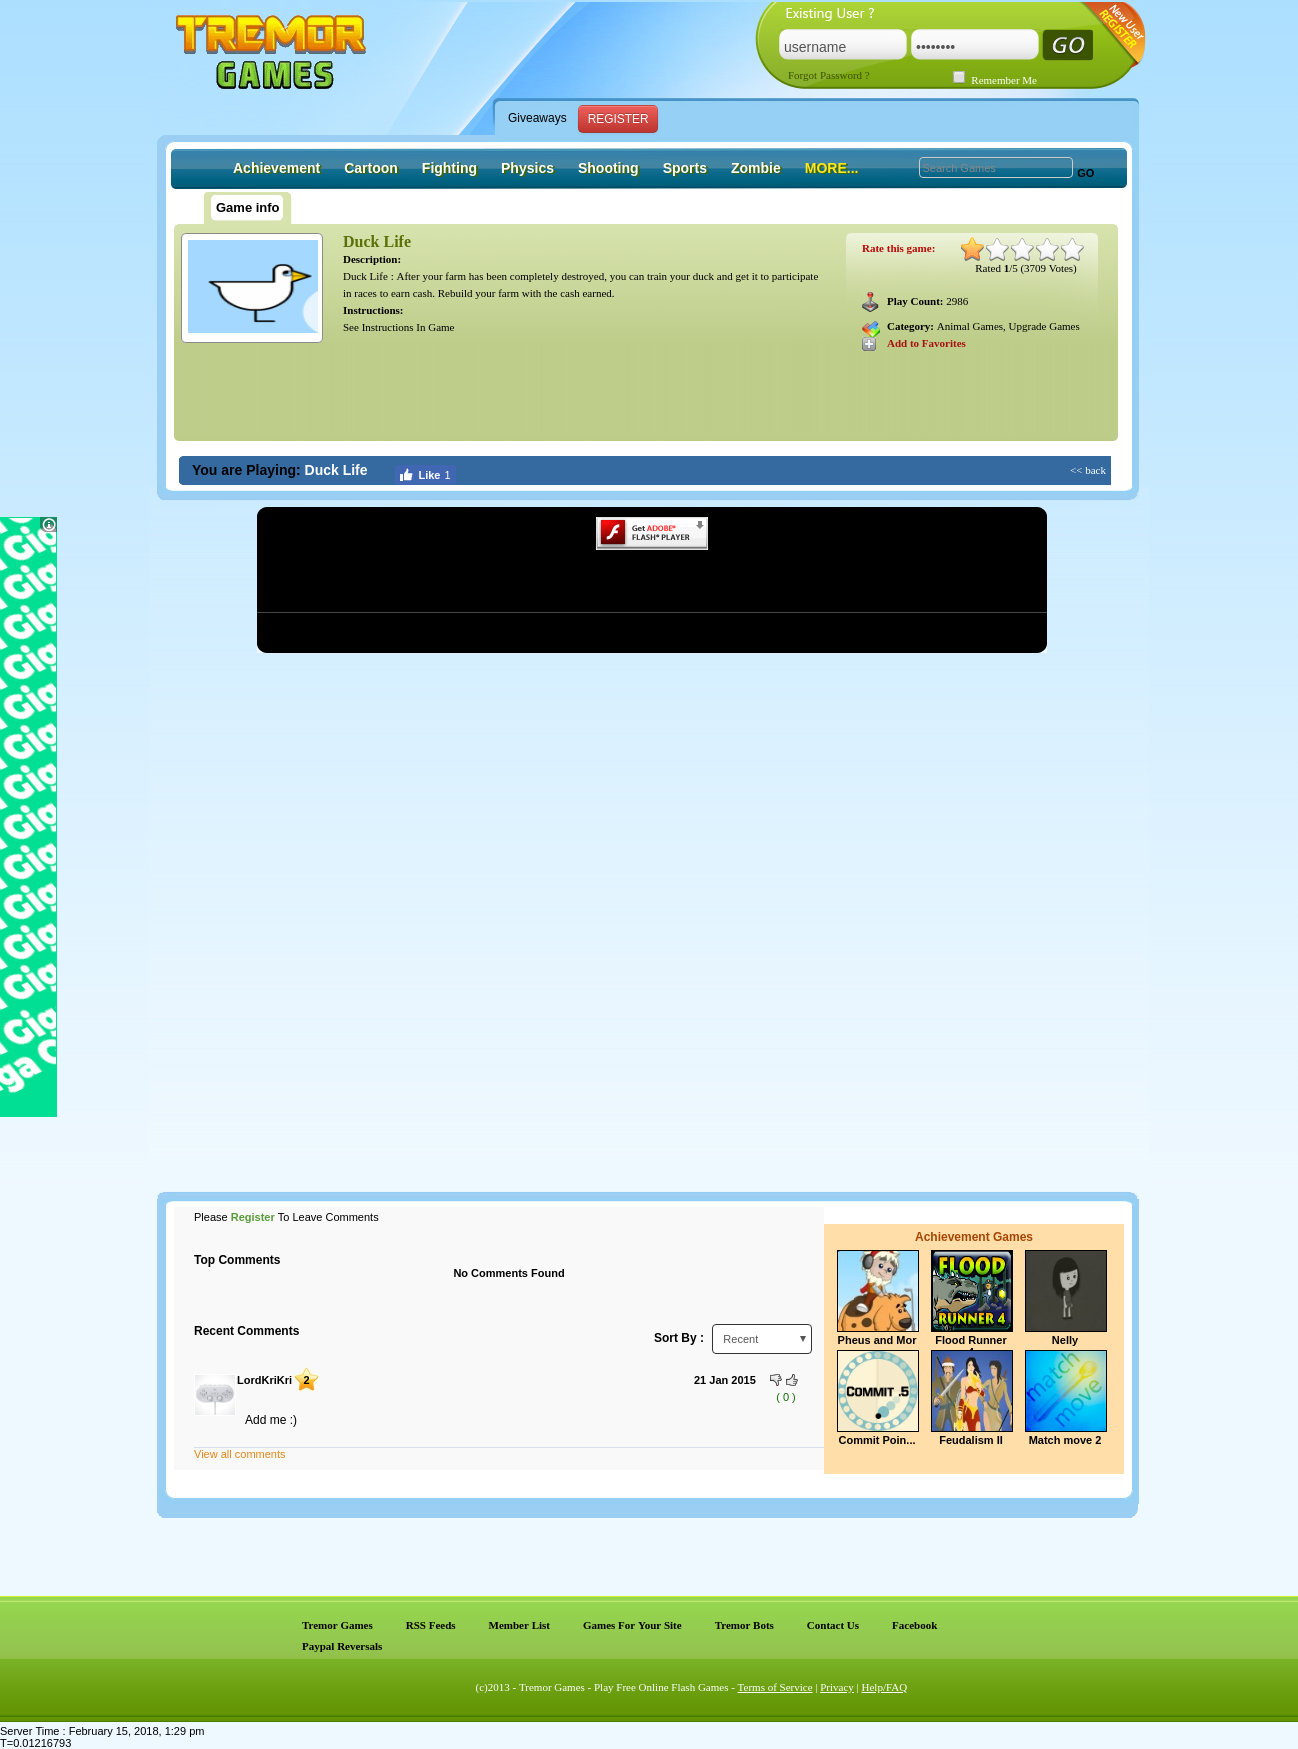 TREMOR
GAMES
Existing User ?
New User
REGISTER
username
••••••••
GO
Forgot Password ?
Remember Me
Giveaways
REGISTER
Achievement Cartoon Fighting Physics Shooting Sports Zombie MORE...
Search Games
GO
Game info
Duck Life
Description:
Duck Life : After your farm has been completely destroyed, you can train your duck and get it to participate
in races to earn cash. Rebuild your farm with the cash earned.
Instructions:
See Instructions In Game
Rate this game:
Rated 1/5 (3709 Votes)
Play Count: 2986
Category: Animal Games, Upgrade Games
Add to Favorites
You are Playing: Duck Life
Like 1
<< back
Get ADOBE®
FLASH® PLAYER
Please Register To Leave Comments
Top Comments
No Comments Found
Recent Comments
Sort By :
Recent
LordKriKri
2
21 Jan 2015
( 0 )
Add me :)
View all comments
Achievement Games
FLOOD
RUNNER 4
Pheus and Mor
Flood Runner
Nelly
COMMIT .5
match
move
Commit Poin...
Feudalism II
Match move 2
Tremor Games RSS Feeds Member List Games For Your Site Tremor Bots Contact Us Facebook
Paypal Reversals
(c)2013 - Tremor Games - Play Free Online Flash Games - Terms of Service | Privacy | Help/FAQ
Server Time : February 15, 2018, 1:29 pm
T=0.01216793